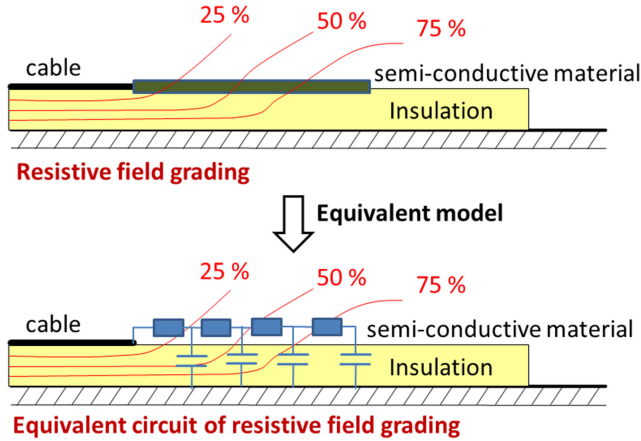 25 %
50 %
75 %
cable
semi-conductive material
Insulation
Resistive field grading
Equivalent model
25 %
50 %
75 %
cable
semi-conductive material
Insulation
Equivalent circuit of resistive field grading